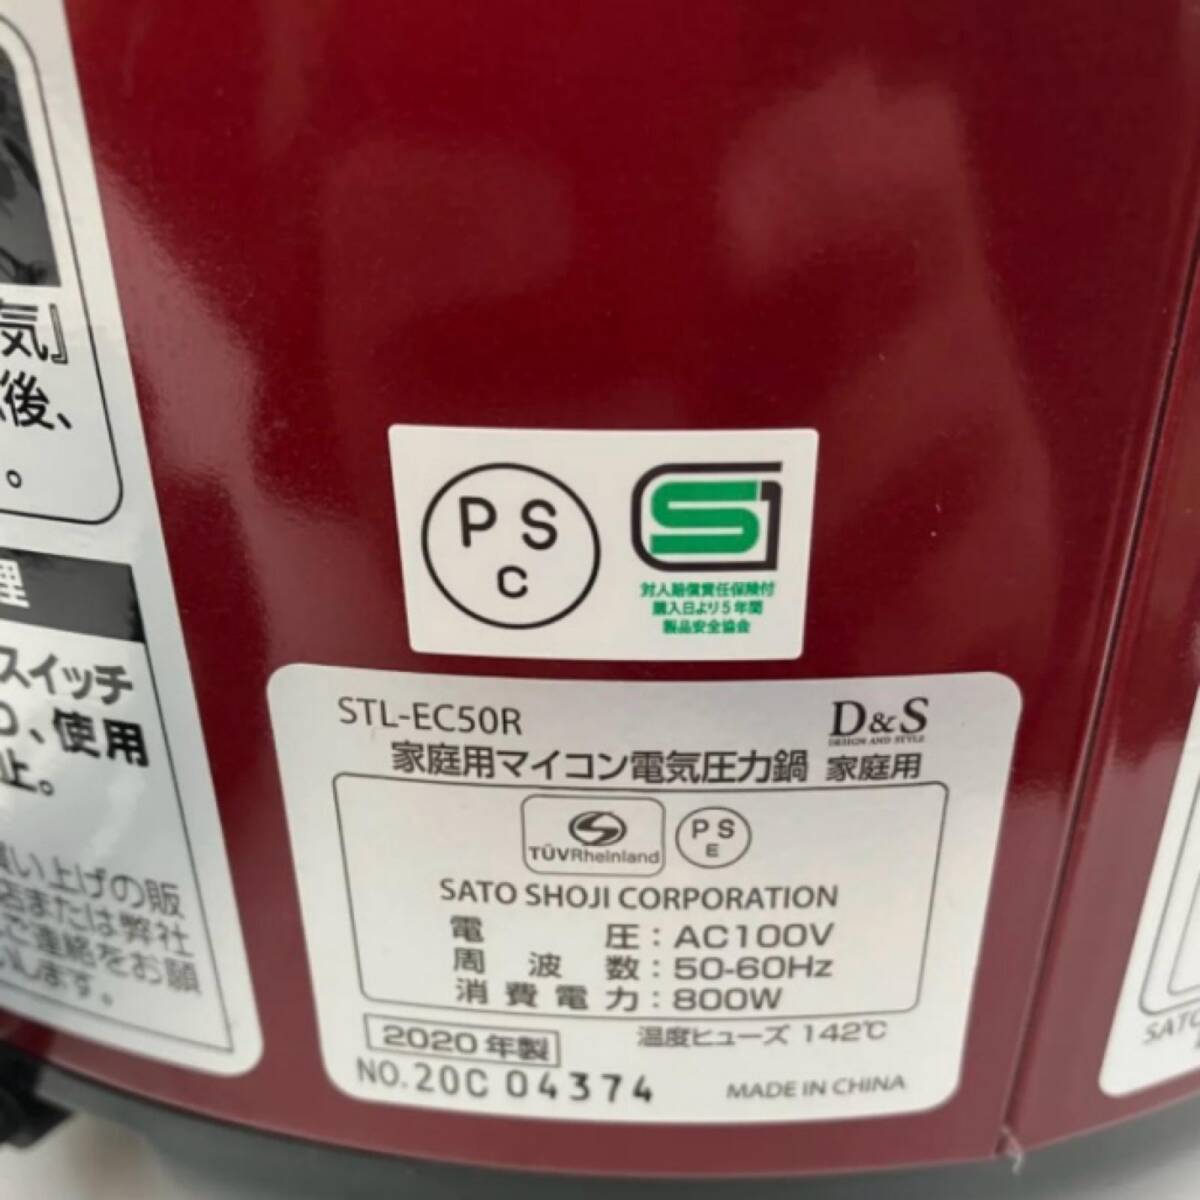 気』
後、
。
理
スイッチ
、使用
止。
い上げの販
店または弊社
ご連絡をお願
いします。
PS
C
S
対人賠償責任保険付
購入日より5年間
製品安全協会
STL-EC50R
D&S
DESIGN AND STYLE
家庭用マイコン電気圧力鍋 家庭用
TÜVRheinland
PS
E
SATO SHOJI CORPORATION
電圧:AC100V
周波数:50-60Hz
消費電力:800W
2020年製
温度ヒューズ 142℃
NO.20C 04374
MADE IN CHINA
SATO